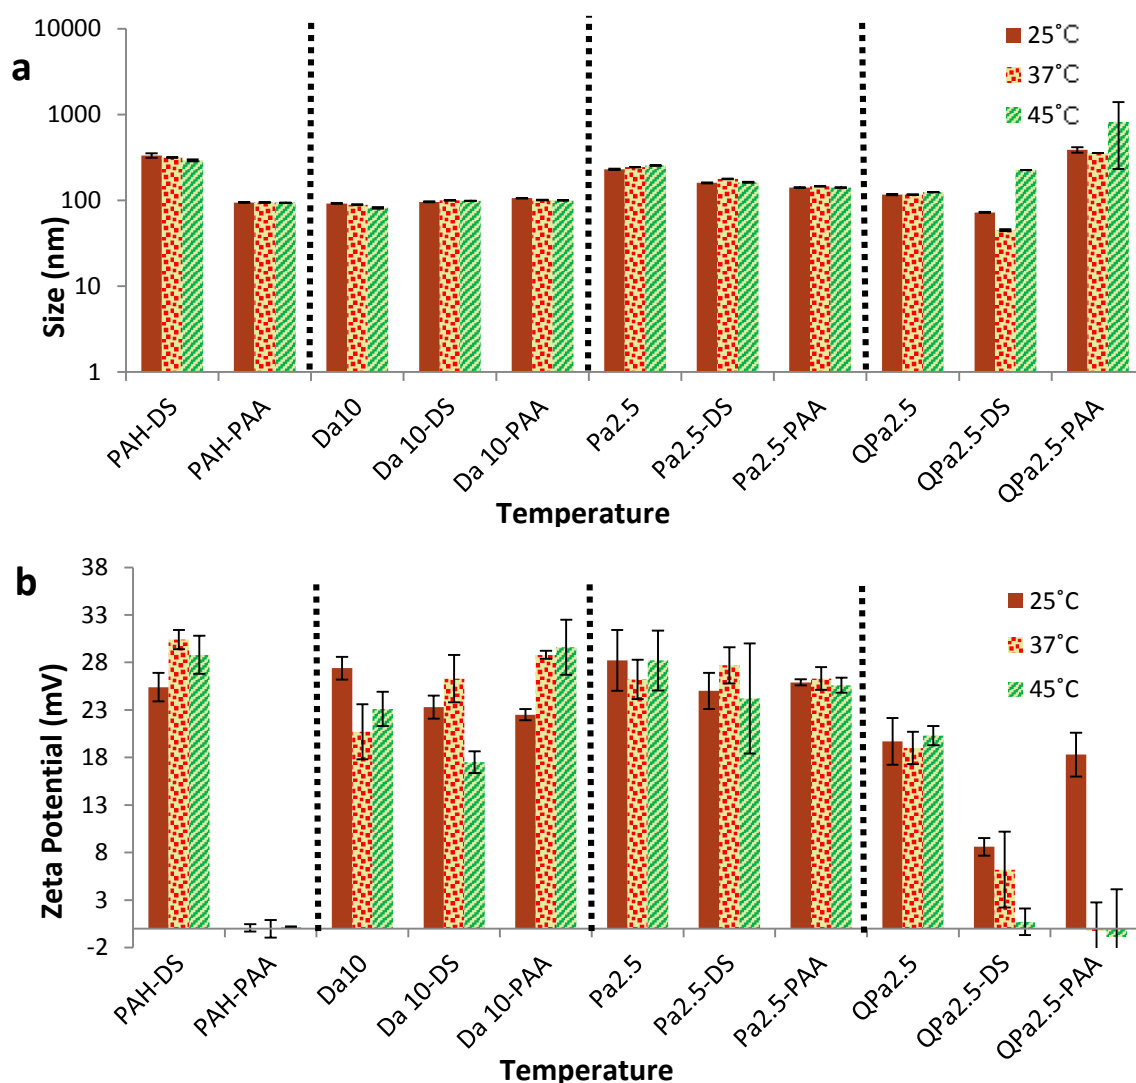 a
10000
1000
100
10
1
Size (nm)
25˚C
37˚C
45˚C
PAH-DS
PAH-PAA
Da10
Da 10-DS
Da 10-PAA
Pa2.5
Pa2.5-DS
Pa2.5-PAA
QPa2.5
QPa2.5-DS
QPa2.5-PAA
Temperature
b
38
33
28
23
18
13
8
3
-2
Zeta Potential (mV)
25˚C
37˚C
45˚C
PAH-DS
PAH-PAA
Da10
Da 10-DS
Da 10-PAA
Pa2.5
Pa2.5-DS
Pa2.5-PAA
QPa2.5
QPa2.5-DS
QPa2.5-PAA
Temperature